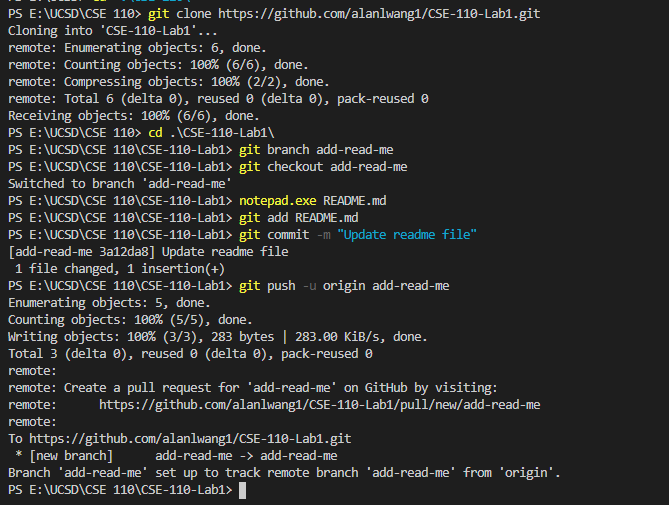 PS E:\UCSD\CSE 110> git clone https://github.com/alanlwang1/CSE-110-Lab1.git
Cloning into 'CSE-110-Lab1'...
remote: Enumerating objects: 6, done.
remote: Counting objects: 100% (6/6), done.
remote: Compressing objects: 100% (2/2), done.
remote: Total 6 (delta 0), reused 0 (delta 0), pack-reused 0
Receiving objects: 100% (6/6), done.
PS E:\UCSD\CSE 110> cd .\CSE-110-Lab1\
PS E:\UCSD\CSE 110\CSE-110-Lab1> git branch add-read-me
PS E:\UCSD\CSE 110\CSE-110-Lab1> git checkout add-read-me
Switched to branch 'add-read-me'
PS E:\UCSD\CSE 110\CSE-110-Lab1> notepad.exe README.md
PS E:\UCSD\CSE 110\CSE-110-Lab1> git add README.md
PS E:\UCSD\CSE 110\CSE-110-Lab1> git commit -m "Update readme file"
[add-read-me 3a12da8] Update readme file
 1 file changed, 1 insertion(+)
PS E:\UCSD\CSE 110\CSE-110-Lab1> git push -u origin add-read-me
Enumerating objects: 5, done.
Counting objects: 100% (5/5), done.
Writing objects: 100% (3/3), 283 bytes | 283.00 KiB/s, done.
Total 3 (delta 0), reused 0 (delta 0), pack-reused 0
remote:
remote: Create a pull request for 'add-read-me' on GitHub by visiting:
remote:      https://github.com/alanlwang1/CSE-110-Lab1/pull/new/add-read-me
remote:
To https://github.com/alanlwang1/CSE-110-Lab1.git
 * [new branch]      add-read-me -> add-read-me
Branch 'add-read-me' set up to track remote branch 'add-read-me' from 'origin'.
PS E:\UCSD\CSE 110\CSE-110-Lab1>